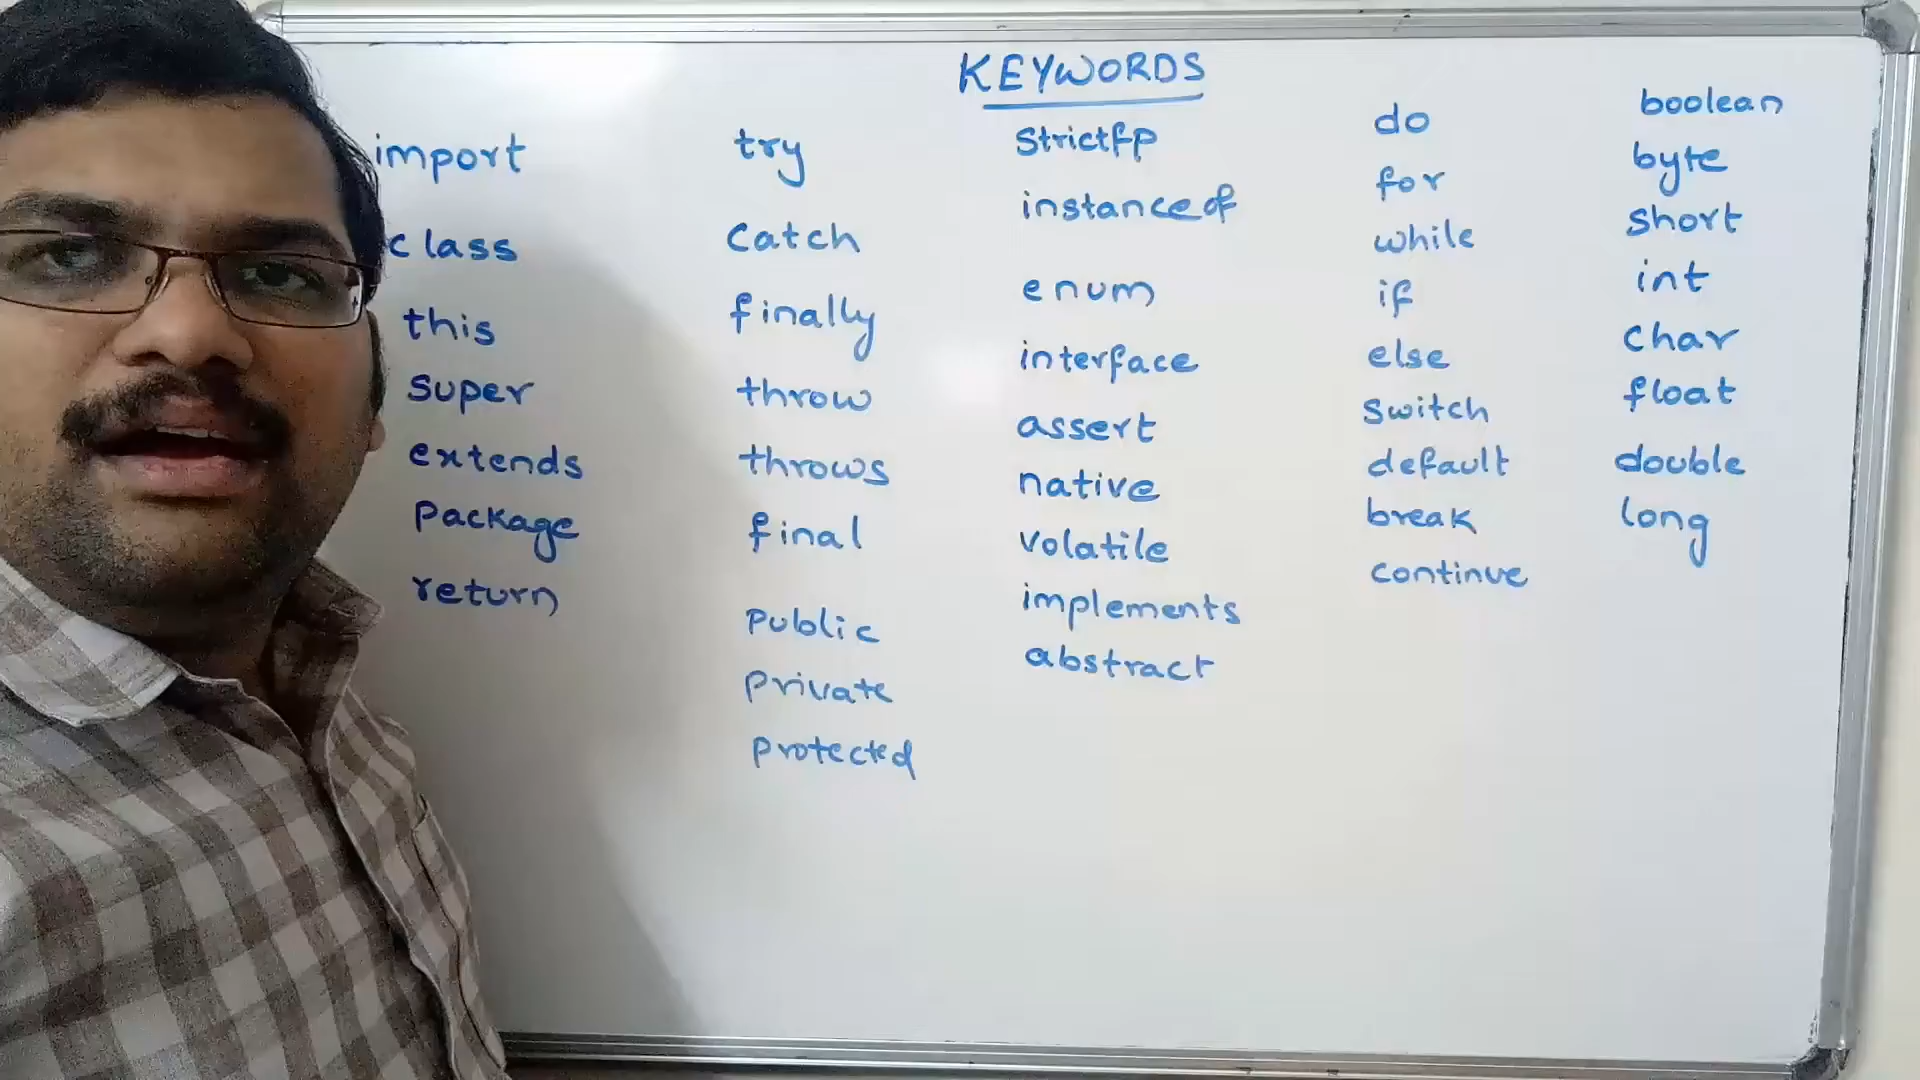 KEYWORDS
import
class
this
super
extends
package
return
try
catch
finally
throw
throws
final
public
private
protected
strictfp
instanceof
enum
interface
assert
native
volatile
implements
abstract
do
for
while
if
else
switch
default
break
continue
boolean
byte
short
int
char
float
double
long